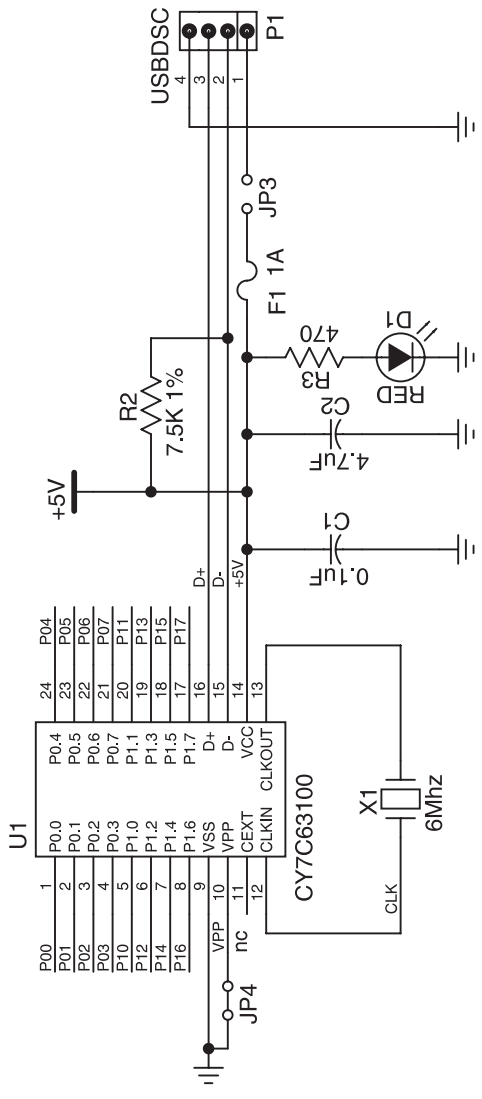 USBDSC
P1
4
3
2
1
JP3
F1 1A
R2
7.5K 1%
+5V
R3
470
D1
RED
C2
4.7uF
C1
0.1uF
D+
D-
+5V
U1
P00 1 P0.0 P0.4 24 P04
P01 2 P0.1 P0.5 23 P05
P02 3 P0.2 P0.6 22 P06
P03 4 P0.3 P0.7 21 P07
P10 5 P1.0 P1.1 20 P11
P12 6 P1.2 P1.3 19 P13
P14 7 P1.4 P1.5 18 P15
P16 8 P1.6 P1.7 17 P17
9 VSS D+ 16
VPP 10 VPP D- 15
nc 11 CEXT VCC 14
12 CLKIN CLKOUT 13
CY7C63100
JP4
CLK
X1
6Mhz